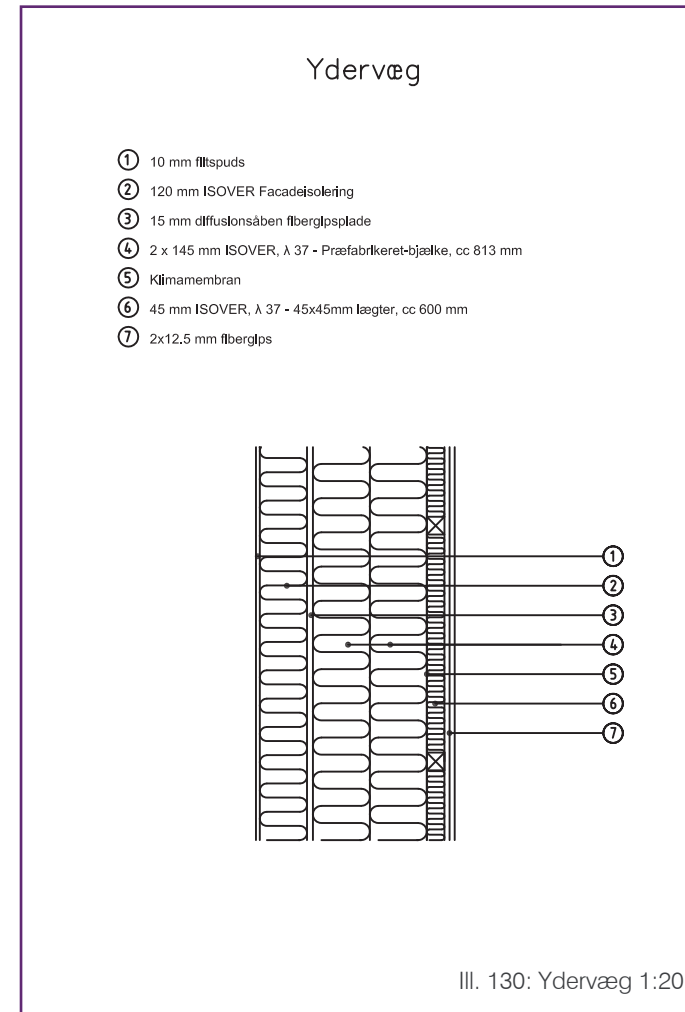 Ydervæg
① 10 mm filtspuds
② 120 mm ISOVER Facadeisolering
③ 15 mm diffusionsåben fibergipsplade
④ 2 x 145 mm ISOVER, λ 37 - Præfabrikeret-bjælke, cc 813 mm
⑤ Klimamembran
⑥ 45 mm ISOVER, λ 37 - 45x45mm lægter, cc 600 mm
⑦ 2x12.5 mm fibergips
①
②
③
④
⑤
⑥
⑦
Ill. 130: Ydervæg 1:20